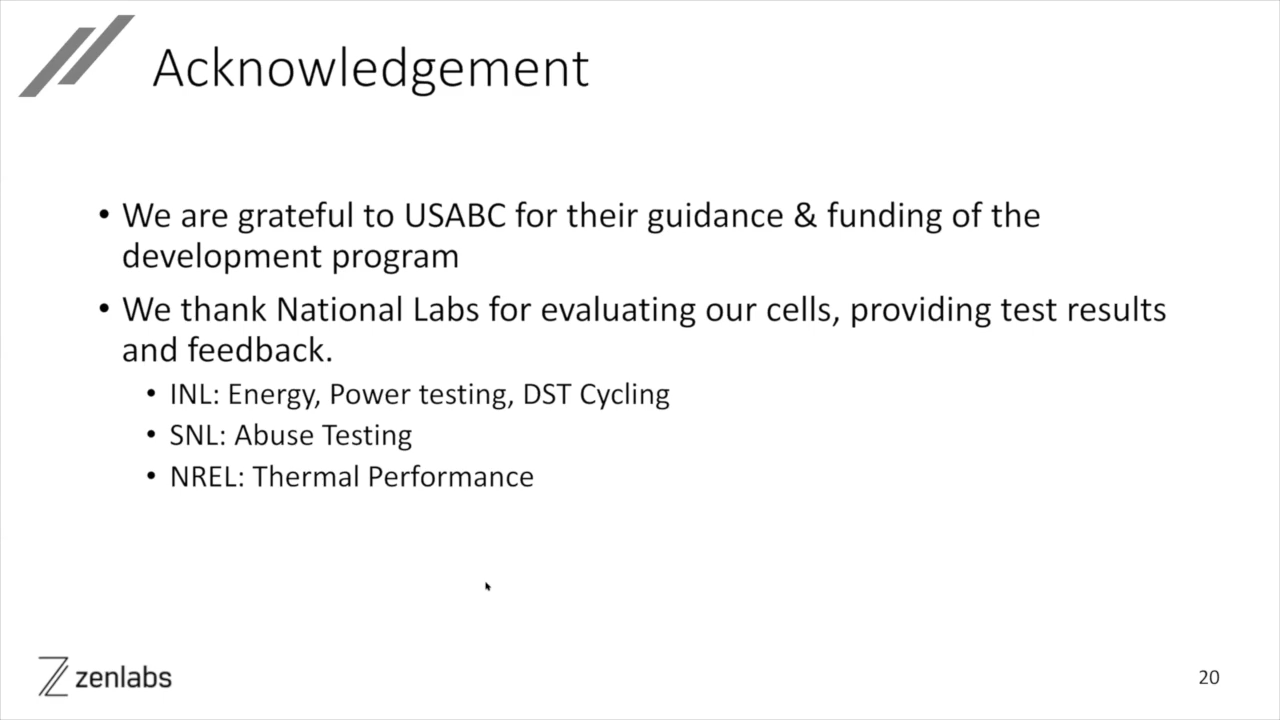 Acknowledgement
• We are grateful to USABC for their guidance & funding of the
development program
• We thank National Labs for evaluating our cells, providing test results
and feedback.
• INL: Energy, Power testing, DST Cycling
• SNL: Abuse Testing
• NREL: Thermal Performance
zenlabs
20